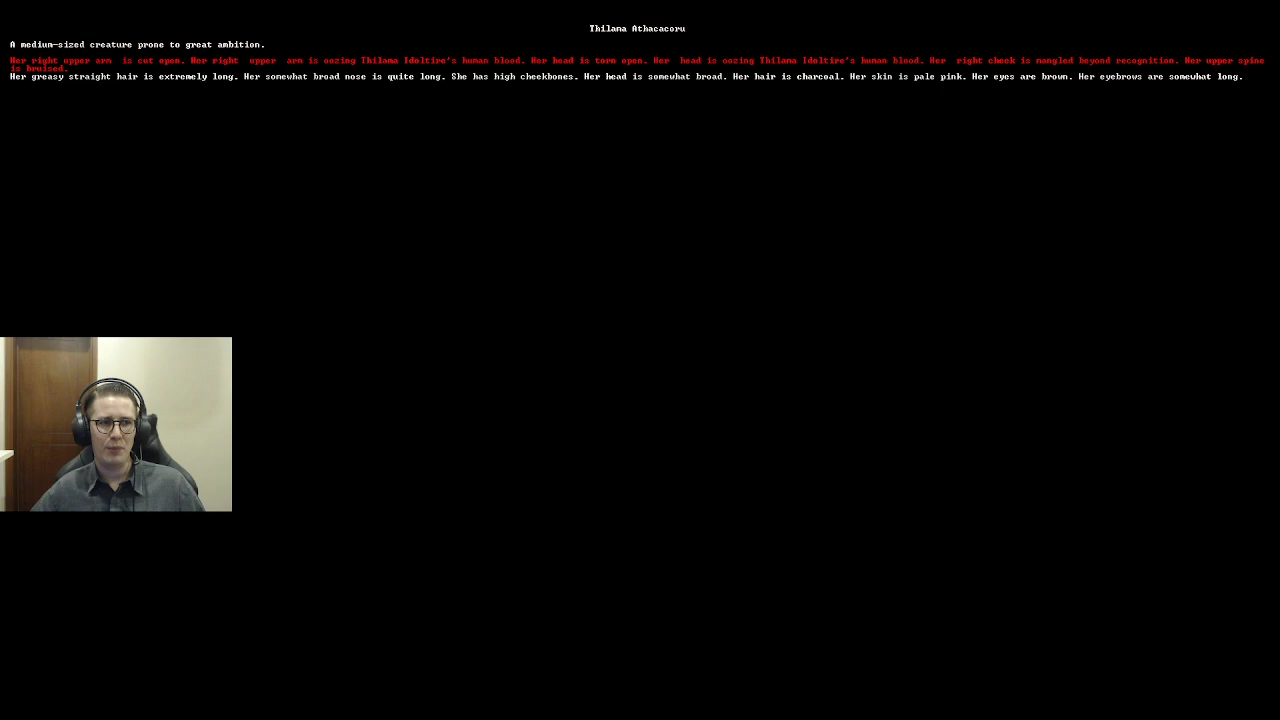 Thilama Athacacoru
A medium-sized creature prone to great ambition.
Her right upper arm  is cut open. Her right  upper  arm is oozing Thilama Idoltire's human blood. Her head is torn open. Her  head is oozing Thilama Idoltire's human blood. Her  right cheek is mangled beyond recognition. Her upper spine
is bruised.
Her greasy straight hair is extremely long. Her somewhat broad nose is quite long. She has high cheekbones. Her head is somewhat broad. Her hair is charcoal. Her skin is pale pink. Her eyes are brown. Her eyebrows are somewhat long.